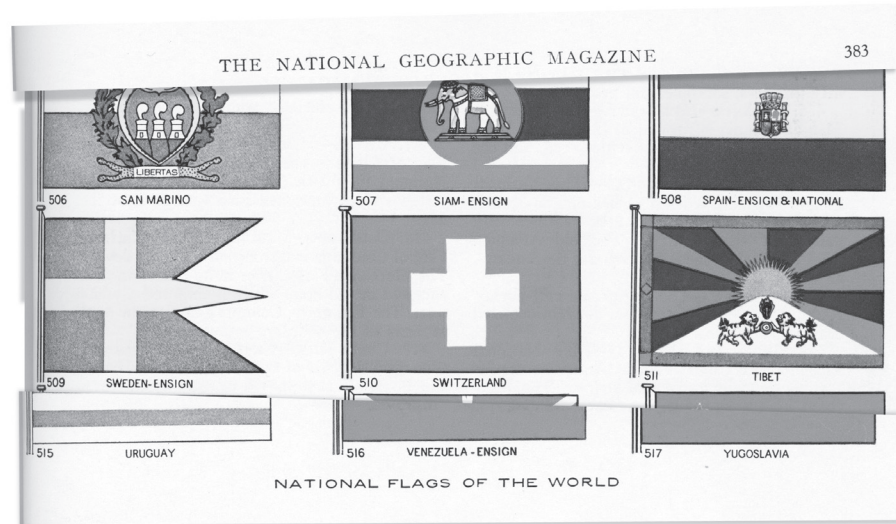 THE NATIONAL GEOGRAPHIC MAGAZINE 383
LIBERTAS
506 SAN MARINO 507 SIAM- ENSIGN 508 SPAIN- ENSIGN & NATIONAL
509 SWEDEN-ENSIGN 510 SWITZERLAND 511 TIBET
515 URUGUAY 516 VENEZUELA - ENSIGN 517 YUGOSLAVIA
NATIONAL FLAGS OF THE WORLD